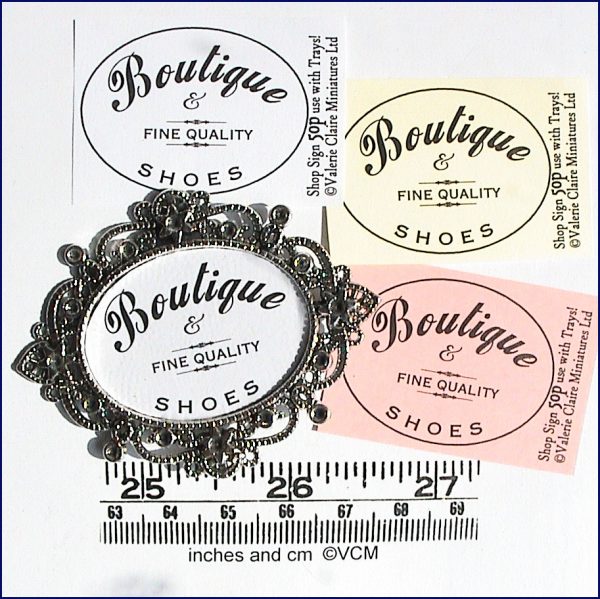 Boutique
&
FINE QUALITY
SHOES
Shop Sign 50p use with Trays!
©Valerie Claire Miniatures Ltd
Boutique
&
FINE QUALITY
SHOES
Shop Sign 50p use with Trays!
©Valerie Claire Miniatures Ltd
Boutique
&
FINE QUALITY
SHOES
Boutique
&
FINE QUALITY
SHOES
Shop Sign 50p use with Trays!
©Valerie Claire Miniatures Ltd
25 26 27
63 64 65 66 67 68 69
inches and cm ©VCM